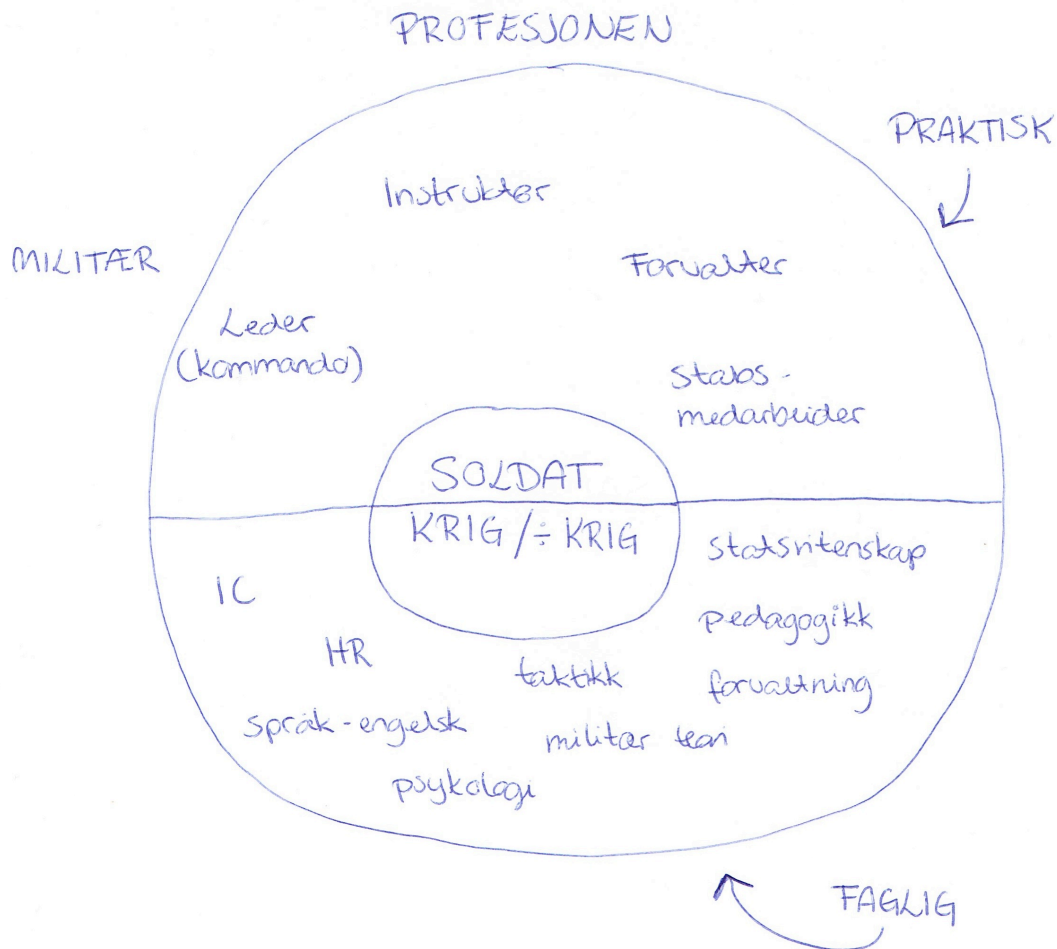 PROFESJONEN
PRAKTISK
Instruktør
MILITÆR
Forvalter
Leder
(kommando)
Stabs-
medarbeider
SOLDAT
KRIG / ÷ KRIG
statsvitenskap
IC
pedagogikk
HR
taktikk
forvaltning
språk - engelsk
militær teori
psykologi
FAGLIG